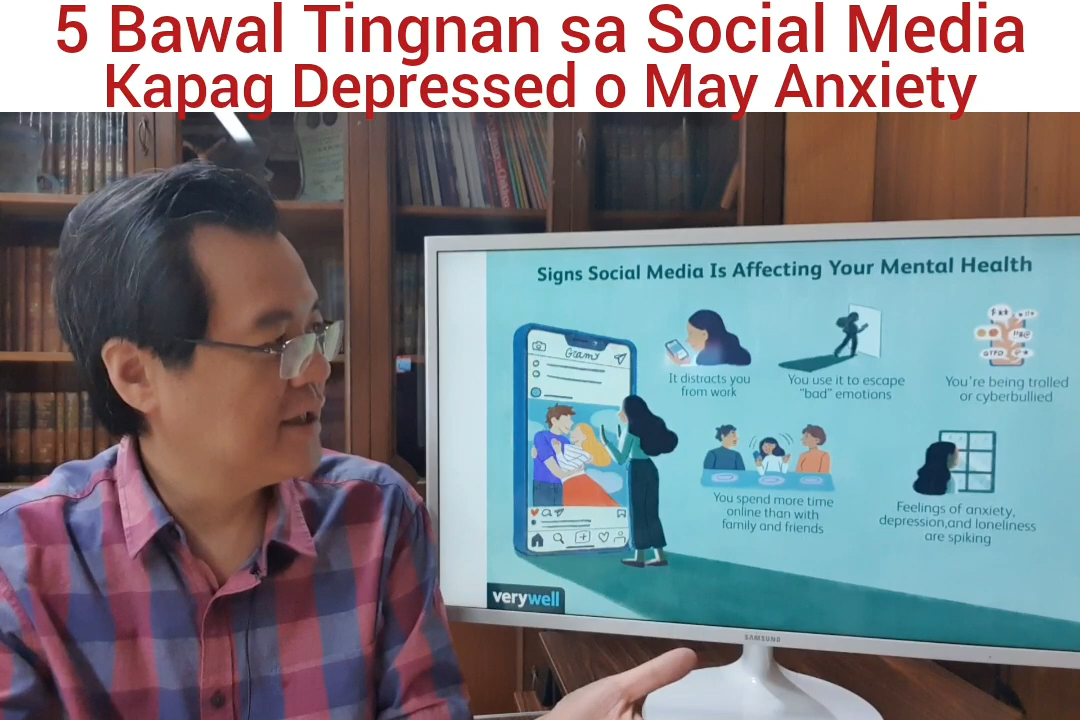 5 Bawal Tingnan sa Social Media
Kapag Depressed o May Anxiety
Signs Social Media Is Affecting Your Mental Health
Gram
It distracts you
from work
You use it to escape
"bad" emotions
You're being trolled
or cyberbullied
You spend more time
online than with
family and friends
Feelings of anxiety,
depression,and loneliness
are spiking
verywell
SAMSUNG